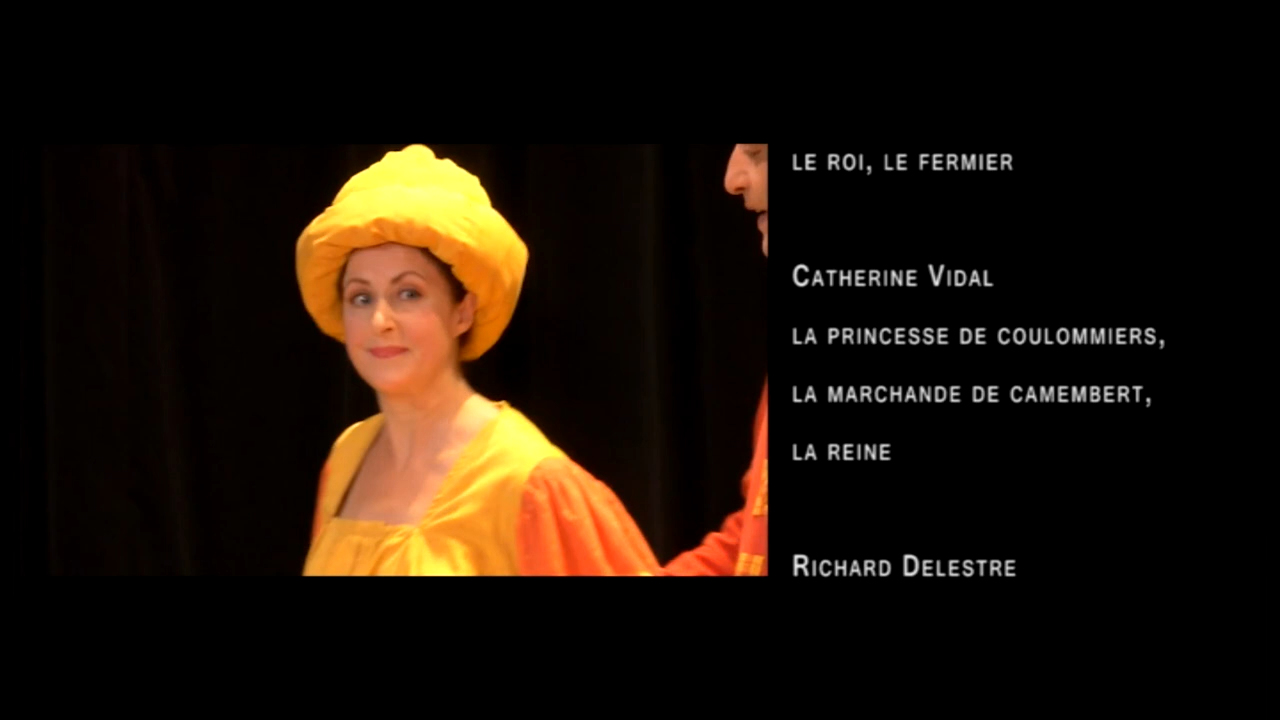 LE ROI, LE FERMIER
CATHERINE VIDAL
LA PRINCESSE DE COULOMMIERS,
LA MARCHANDE DE CAMEMBERT,
LA REINE
RICHARD DELESTRE